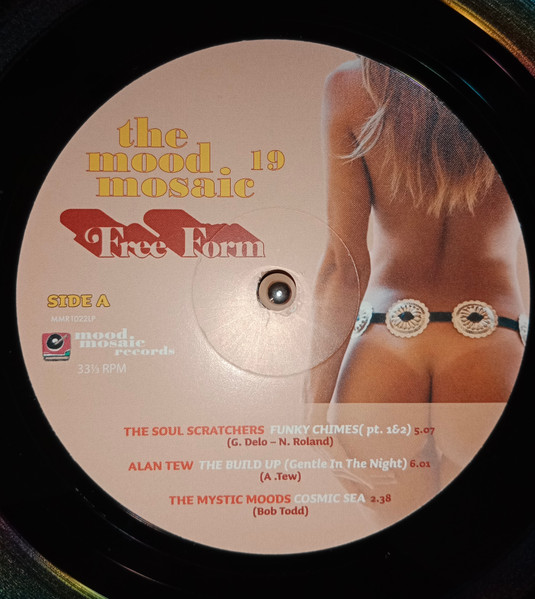 the
mood
mosaic 19
Free Form
SIDE A
MMR1022LP
mood
mosaic
records
33⅓ RPM
THE SOUL SCRATCHERS FUNKY CHIMES( pt. 1&2) 5.07
(G. Delo – N. Roland)
ALAN TEW THE BUILD UP (Gentle In The Night) 6.01
(A .Tew)
THE MYSTIC MOODS COSMIC SEA 2.38
(Bob Todd)